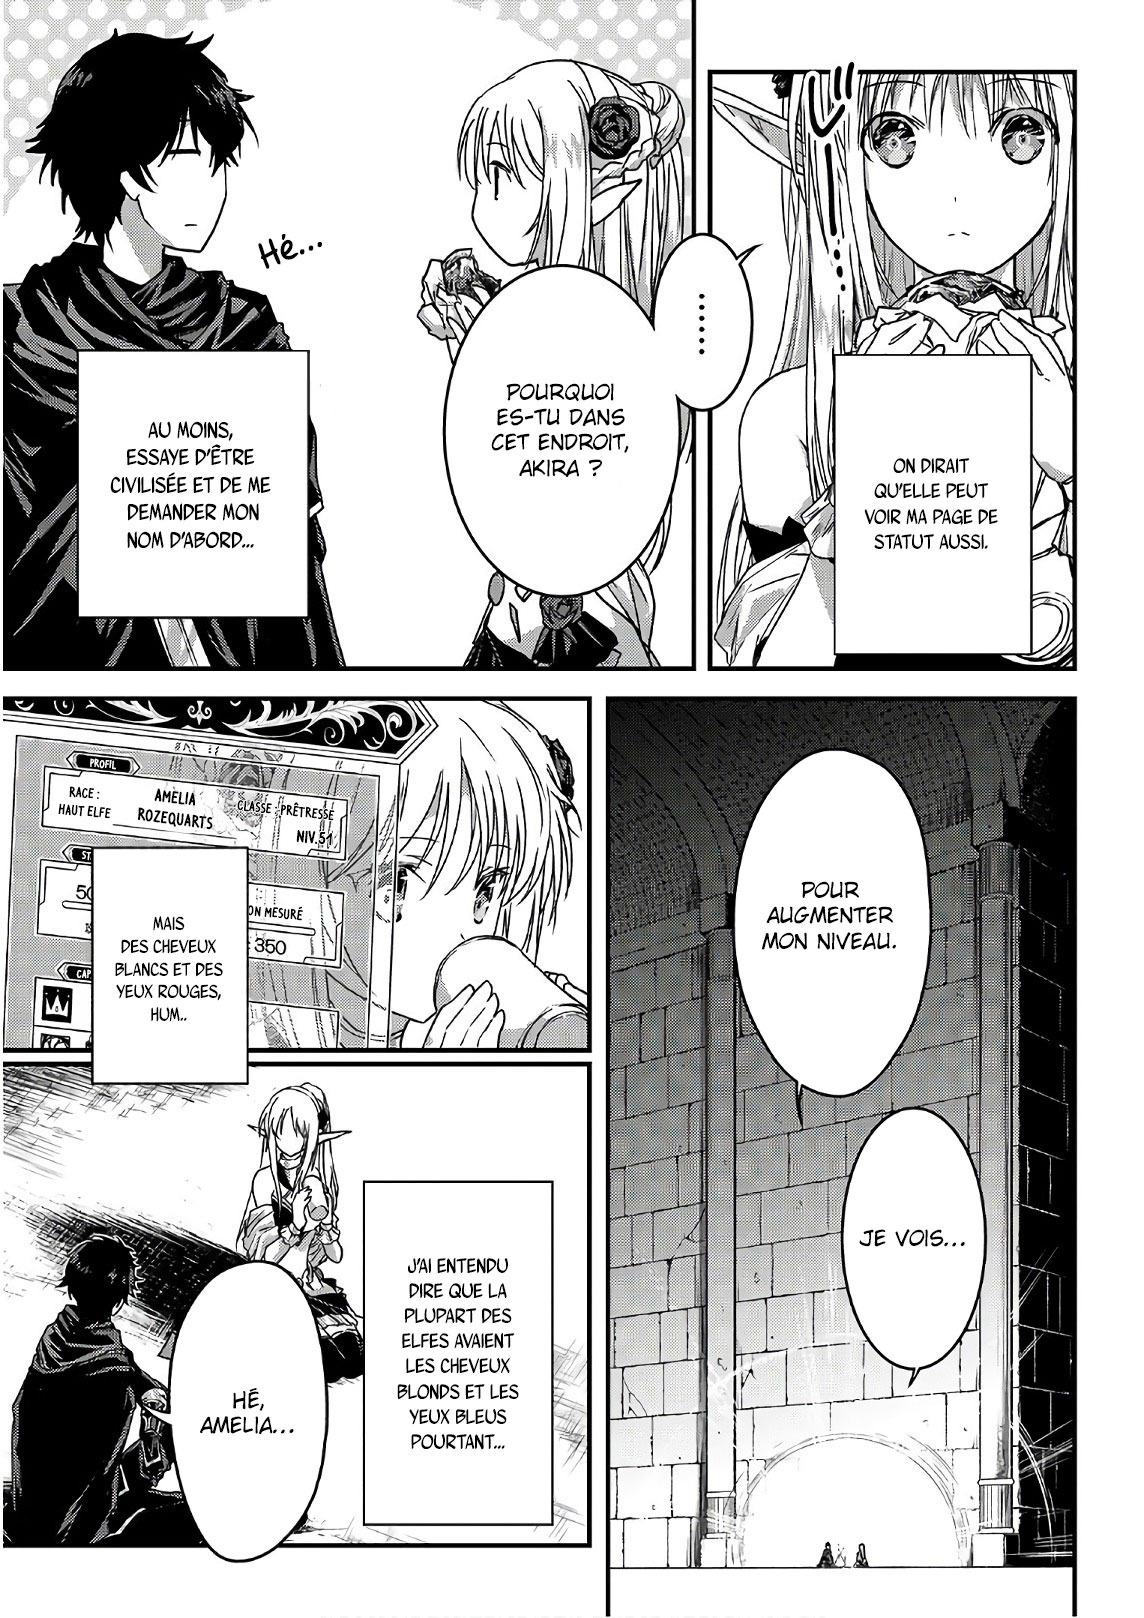 じ
ON DIRAIT
QU'ELLE PEUT
VOIR MA PAGE DE
STATUT AUSSI.
......
POURQUOI
ES-TU DANS
CET ENDROIT,
AKIRA ?
Hé...
AU MOINS,
ESSAYE D'ÊTRE
CIVILISÉE ET DE ME
DEMANDER MON
NOM D'ABORD...
POUR
AUGMENTER
MON NIVEAU.
JE VOIS...
PROFIL
RACE :
HAUT ELFE
AMELIA
ROZEQUARTS
CLASSE : PRÊTRESSE
NIV.51
ON MESURÉ
350
CAP
MAIS
DES CHEVEUX
BLANCS ET DES
YEUX ROUGES,
HUM..
J'AI ENTENDU
DIRE QUE LA
PLUPART DES
ELFES AVAIENT
LES CHEVEUX
BLONDS ET LES
YEUX BLEUS
POURTANT...
HÉ,
AMELIA...